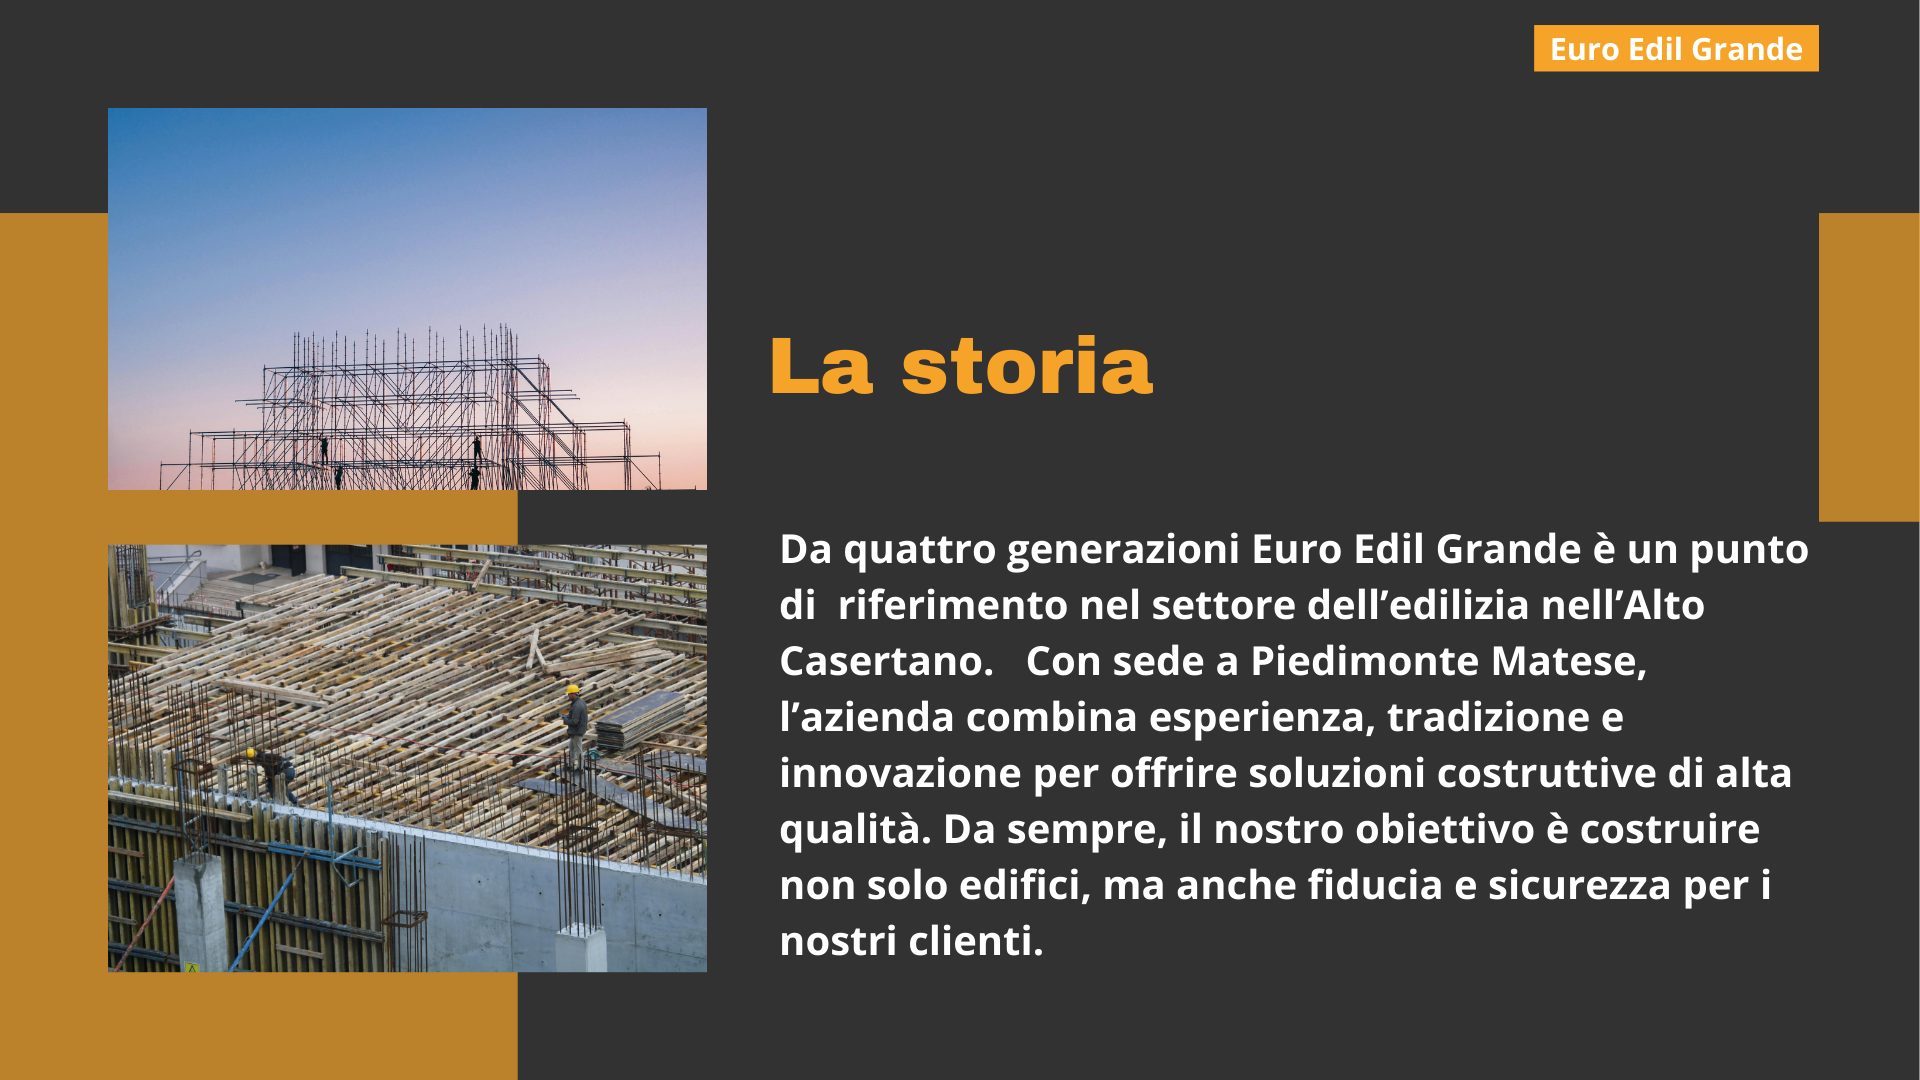 Euro Edil Grande
La storia
Da quattro generazioni Euro Edil Grande è un punto
di  riferimento nel settore dell’edilizia nell’Alto
Casertano.   Con sede a Piedimonte Matese,
l’azienda combina esperienza, tradizione e
innovazione per offrire soluzioni costruttive di alta
qualità. Da sempre, il nostro obiettivo è costruire
non solo edifici, ma anche fiducia e sicurezza per i
nostri clienti.